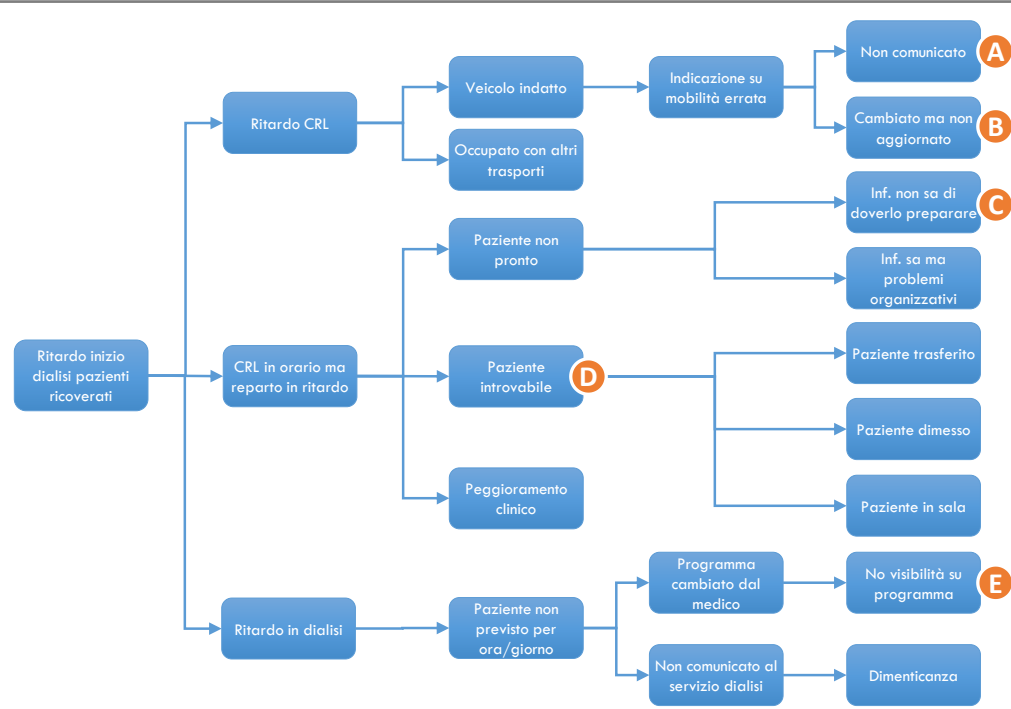 Non comunicato
A
Veicolo indatto
Indicazione su
mobilità errata
Ritardo CRL
Cambiato ma non
aggiornato
B
Occupato con altri
trasporti
Inf. non sa di
doverlo preparare
C
Paziente non
pronto
Inf. sa ma
problemi
organizzativi
Ritardo inizio
dialisi pazienti
ricoverati
CRL in orario ma
reparto in ritardo
Paziente
introvabile
D
Paziente trasferito
Paziente dimesso
Peggioramento
clinico
Paziente in sala
Programma
cambiato dal
medico
No visibilità su
programma
E
Ritardo in dialisi
Paziente non
previsto per
ora/giorno
Non comunicato al
servizio dialisi
Dimenticanza